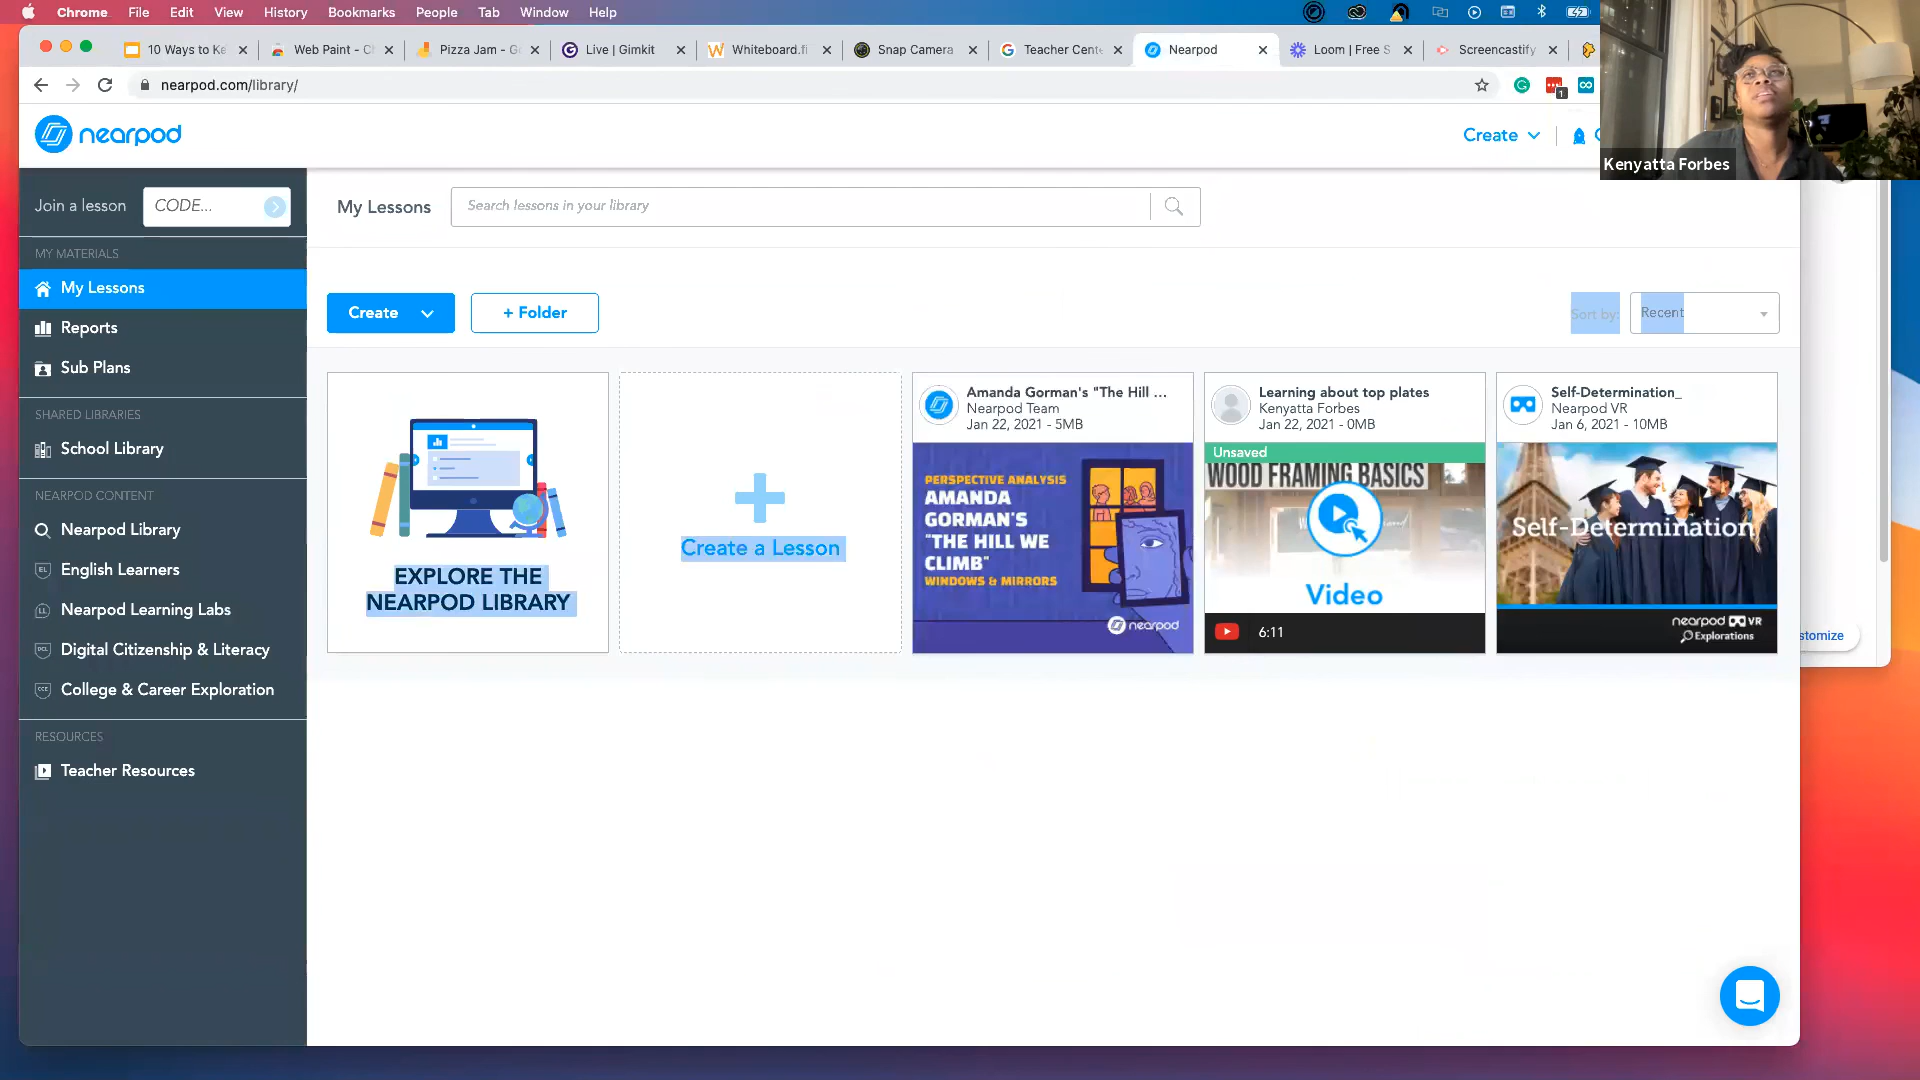 Chrome File Edit View History Bookmarks People Tab Window Help
10 Ways to Ke
Web Paint - C
Pizza Jam - G
Live | Gimkit
Whiteboard.fi
Snap Camera
Teacher Cent
Nearpod
Loom | Free S
Screencastify
nearpod.com/library/
1
nearpod
Create
Kenyatta Forbes
Join a lesson
CODE...
My Lessons
Search lessons in your library
MY MATERIALS
My Lessons
Reports
Sub Plans
SHARED LIBRARIES
School Library
NEARPOD CONTENT
Nearpod Library
English Learners
Nearpod Learning Labs
Digital Citizenship & Literacy
College & Career Exploration
RESOURCES
Teacher Resources
Create
+ Folder
Sort by:
Recent
EXPLORE THE
NEARPOD LIBRARY
Create a Lesson
Amanda Gorman's "The Hill ...
Nearpod Team
Jan 22, 2021 - 5MB
PERSPECTIVE ANALYSIS
AMANDA
GORMAN'S
"THE HILL WE
CLIMB"
WINDOWS & MIRRORS
nearpod
Learning about top plates
Kenyatta Forbes
Jan 22, 2021 - 0MB
Unsaved
WOOD FRAMING BASICS
Video
6:11
Self-Determination_
Nearpod VR
Jan 6, 2021 - 10MB
Self-Determination
nearpod VR
Explorations
stomize